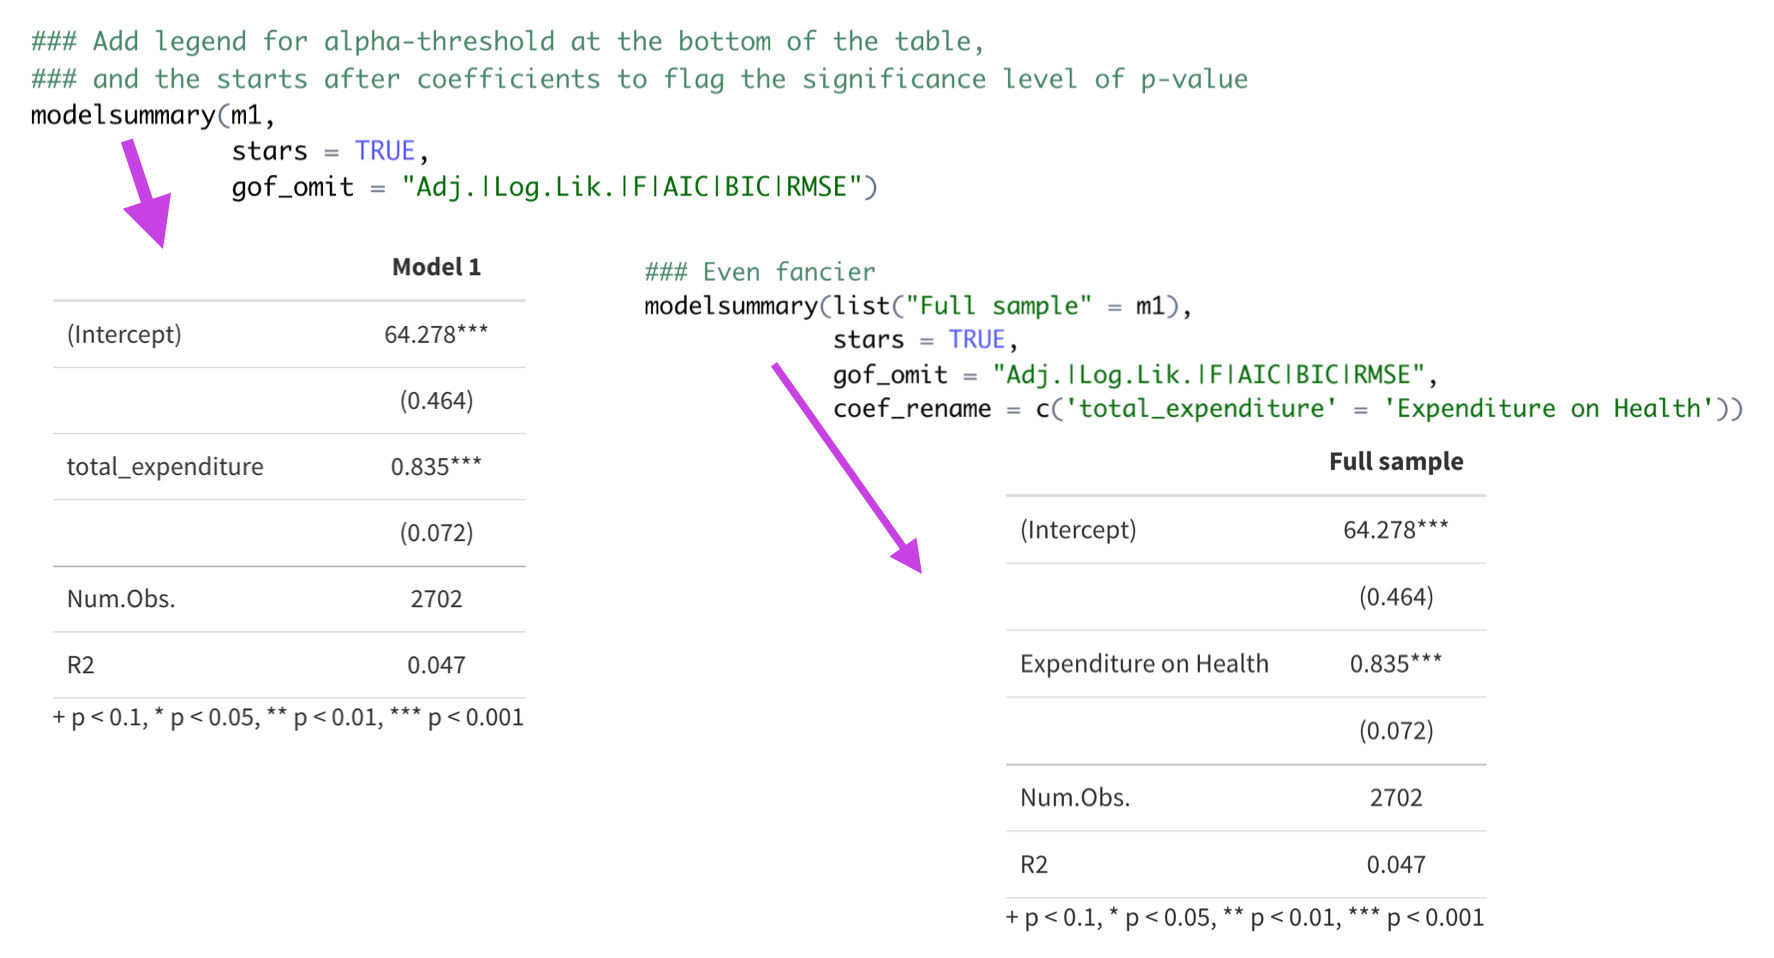 ### Add legend for alpha-threshold at the bottom of the table,
### and the starts after coefficients to flag the significance level of p-value
modelsummary(m1,
stars = TRUE,
gof_omit = "Adj.|Log.Lik.|F|AIC|BIC|RMSE")
Model 1
(Intercept) 64.278***
(0.464)
total_expenditure 0.835***
(0.072)
Num.Obs. 2702
R2 0.047
+ p < 0.1, * p < 0.05, ** p < 0.01, *** p < 0.001
### Even fancier
modelsummary(list("Full sample" = m1),
stars = TRUE,
gof_omit = "Adj.|Log.Lik.|F|AIC|BIC|RMSE",
coef_rename = c('total_expenditure' = 'Expenditure on Health'))
Full sample
(Intercept) 64.278***
(0.464)
Expenditure on Health 0.835***
(0.072)
Num.Obs. 2702
R2 0.047
+ p < 0.1, * p < 0.05, ** p < 0.01, *** p < 0.001